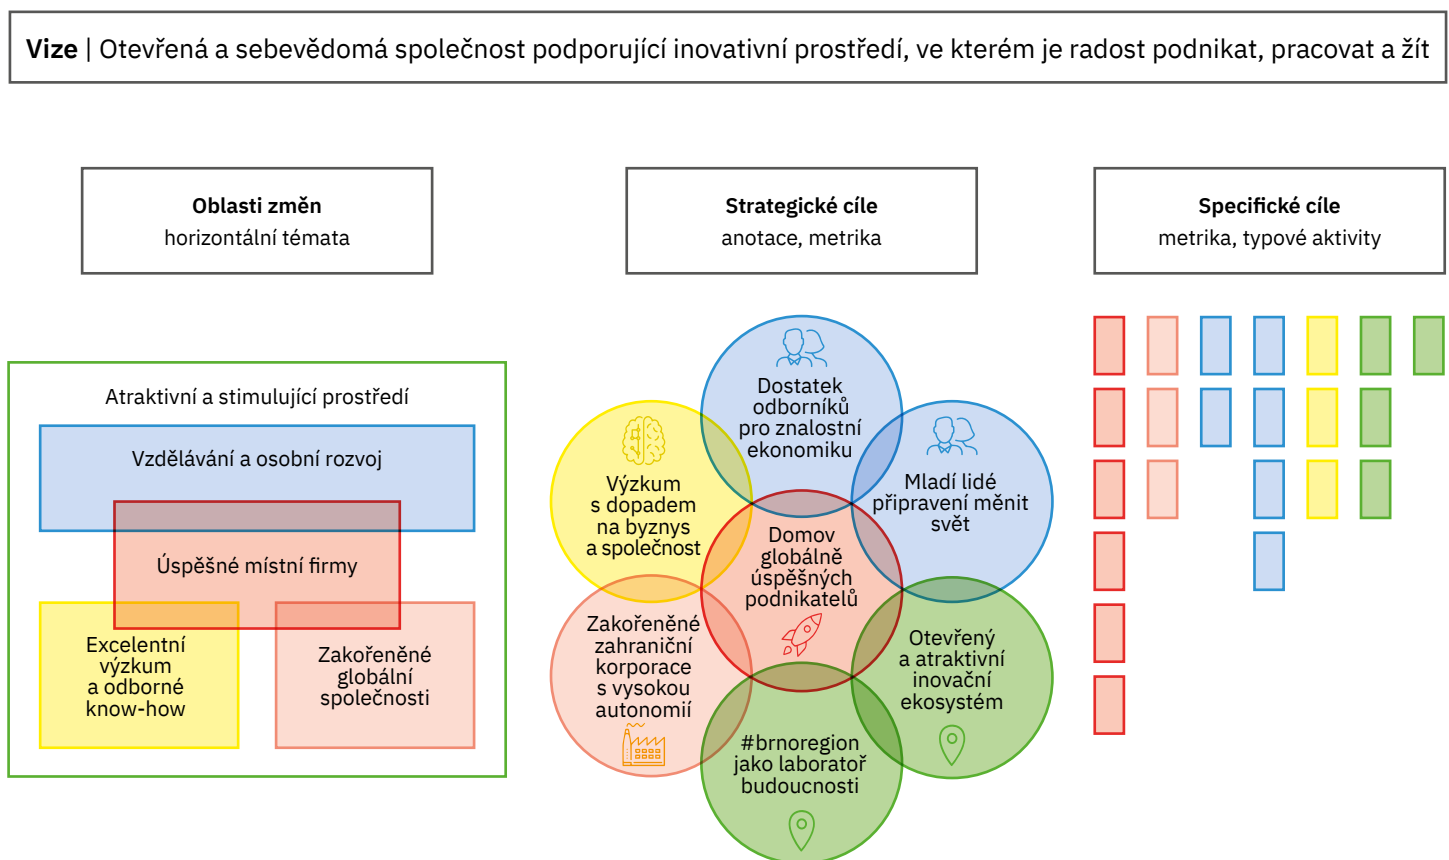 Vize | Otevřená a sebevědomá společnost podporující inovativní prostředí, ve kterém je radost podnikat, pracovat a žít
Oblasti změn
horizontální témata
Strategické cíle
anotace, metrika
Specifické cíle
metrika, typové aktivity
Atraktivní a stimulující prostředí
Vzdělávání a osobní rozvoj
Úspěšné místní firmy
Excelentní
výzkum
a odborné
know-how
Zakořeněné
globální
společnosti
Dostatek
odborníků
pro znalostní
ekonomiku
Výzkum
s dopadem
na byznys
a společnost
Mladí lidé
připravení měnit
svět
Domov
globálně
úspěšných
podnikatelů
Zakořeněné
zahraniční
korporace
s vysokou
autonomií
Otevřený
a atraktivní
inovační
ekosystém
#brnoregion
jako laboratoř
budoucnosti